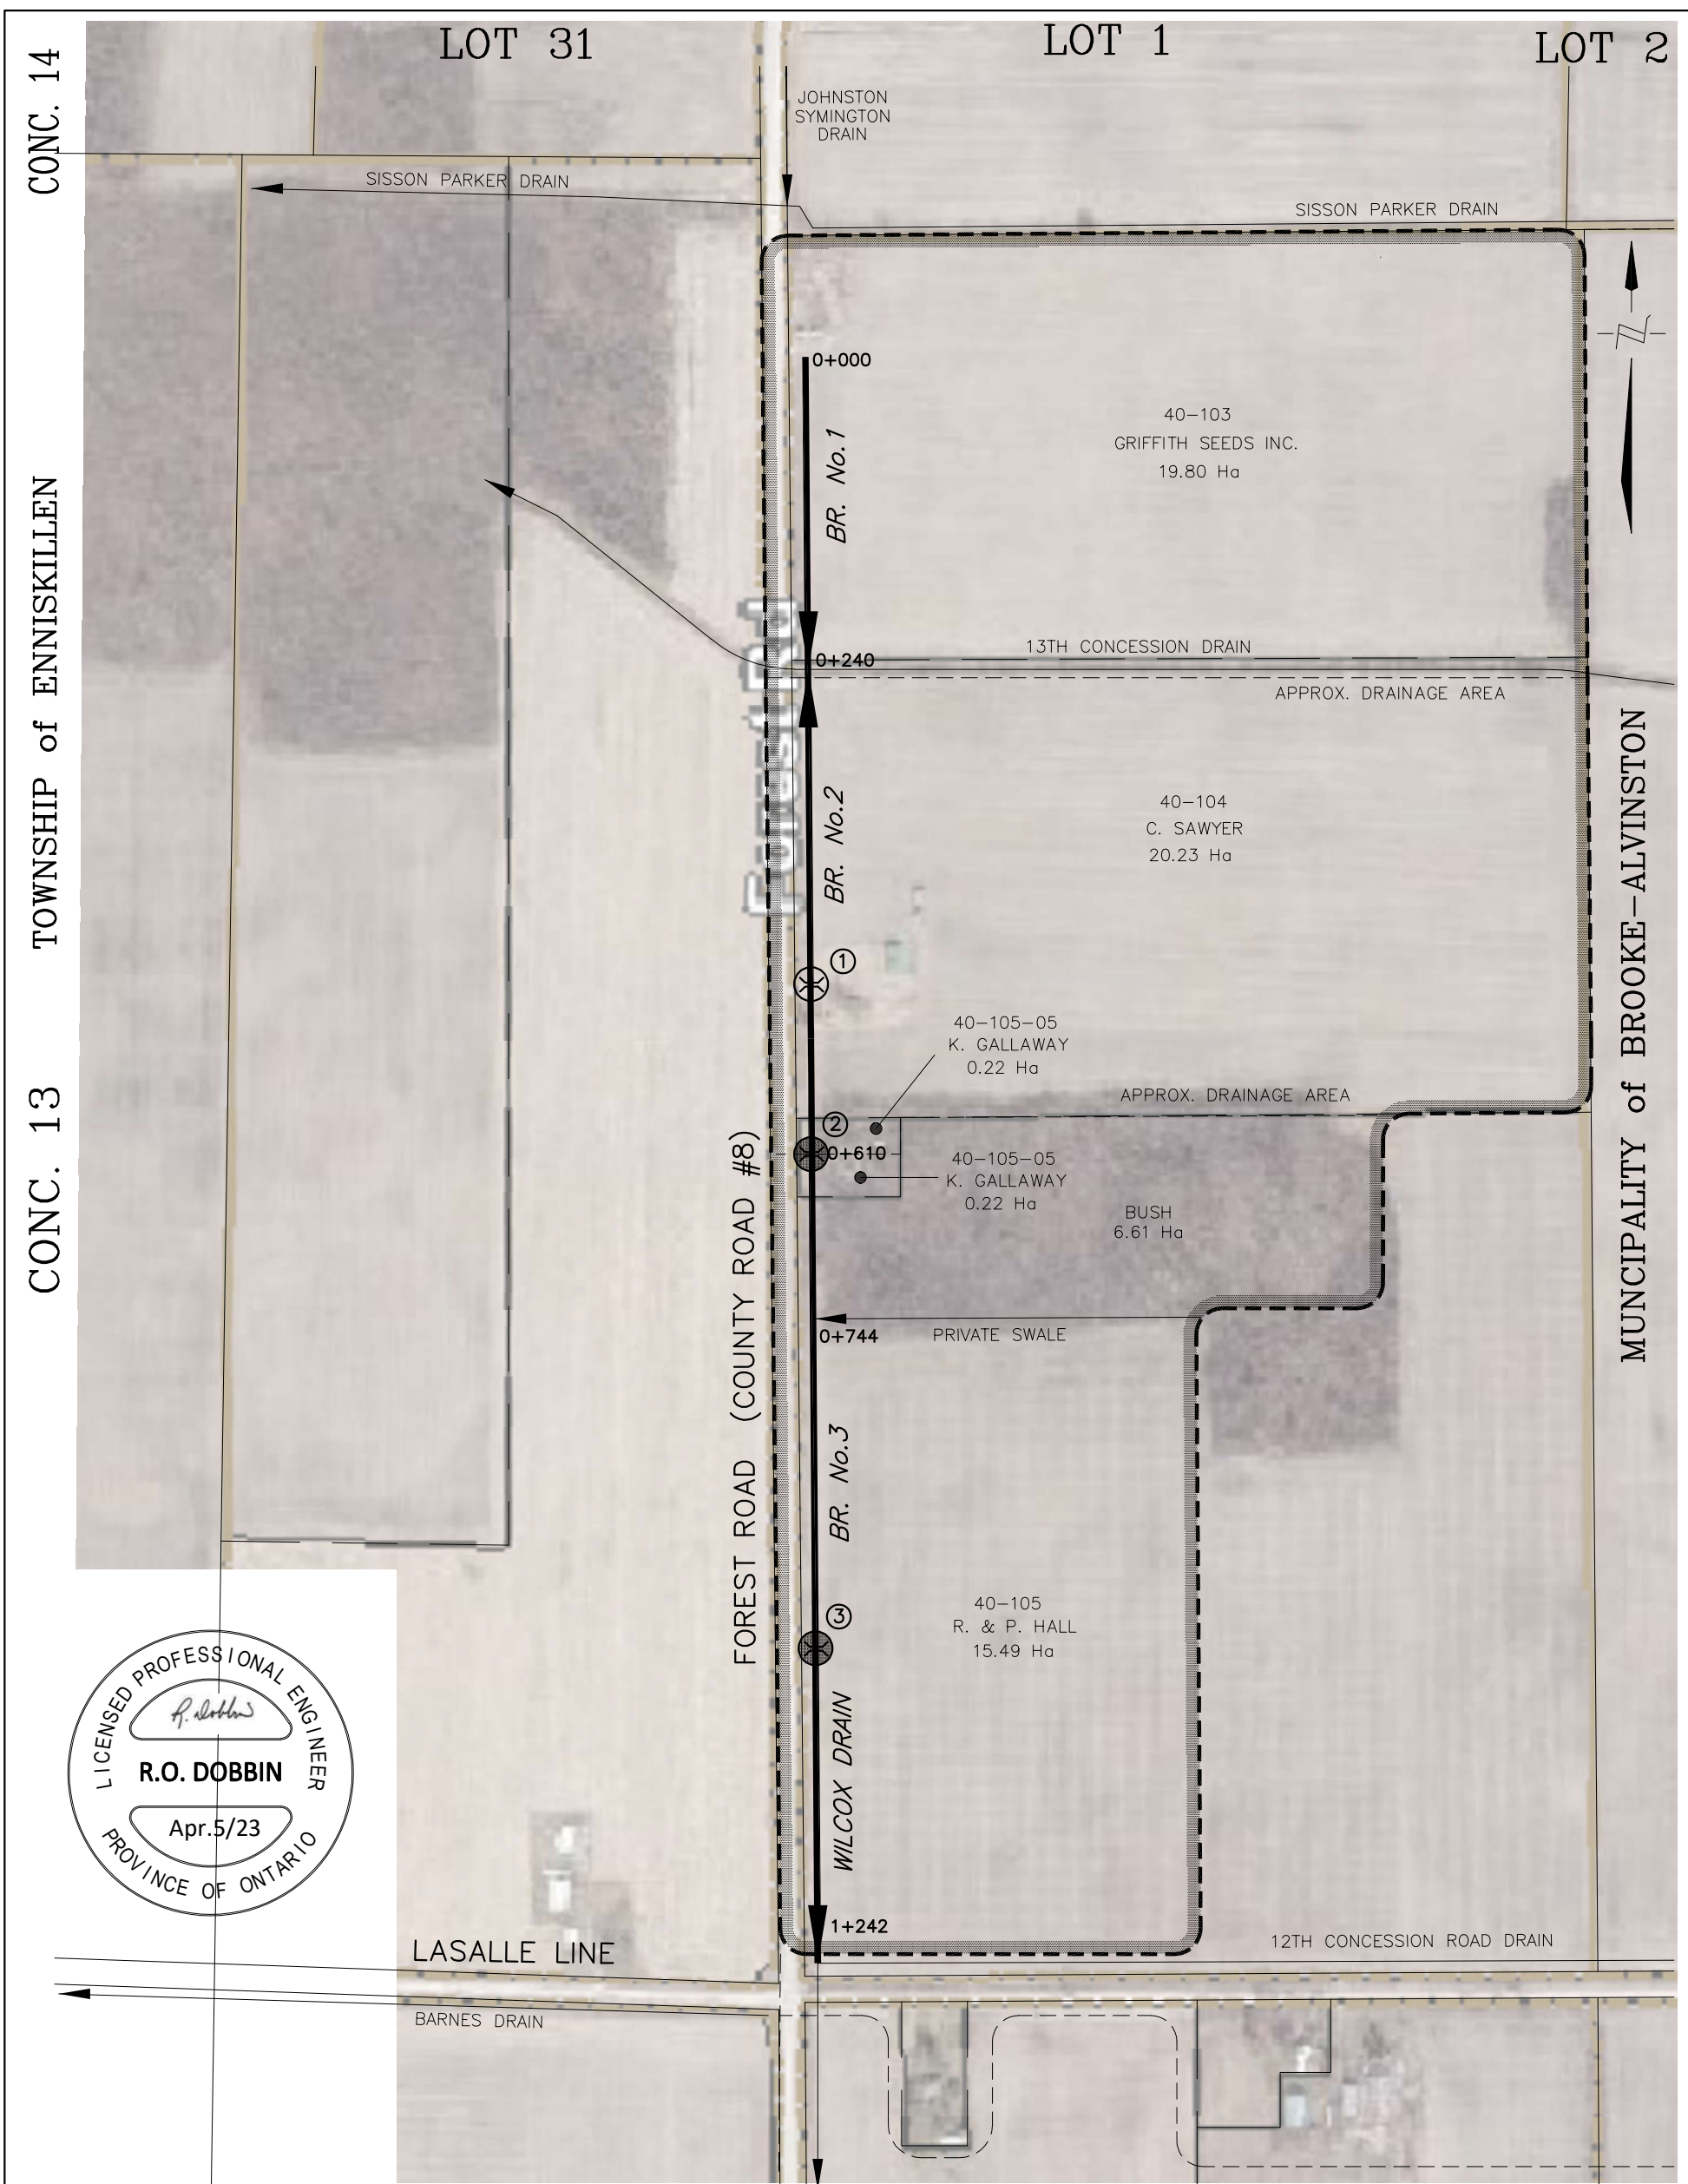 LOT 31
LOT 1
LOT 2
CONC. 14
JOHNSTON
SYMINGTON
DRAIN
SISSON PARKER DRAIN
SISSON PARKER DRAIN
0+000
BR. No.1
40-103
GRIFFITH SEEDS INC.
19.80 Ha
TOWNSHIP of ENNISKILLEN
0+240
13TH CONCESSION DRAIN
APPROX. DRAINAGE AREA
BR. No.2
40-104
C. SAWYER
20.23 Ha
MUNCIPALITY of BROOKE-ALVINSTON
1
40-105-05
K. GALLAWAY
0.22 Ha
CONC. 13
APPROX. DRAINAGE AREA
2
0+610
40-105-05
K. GALLAWAY
0.22 Ha
BUSH
6.61 Ha
FOREST ROAD (COUNTY ROAD #8)
0+744
PRIVATE SWALE
BR. No.3
3
40-105
R. & P. HALL
15.49 Ha
WILCOX DRAIN
LICENSED PROFESSIONAL ENGINEER
R. Dobbin
R.O. DOBBIN
Apr.5/23
PROVINCE OF ONTARIO
1+242
LASALLE LINE
12TH CONCESSION ROAD DRAIN
BARNES DRAIN